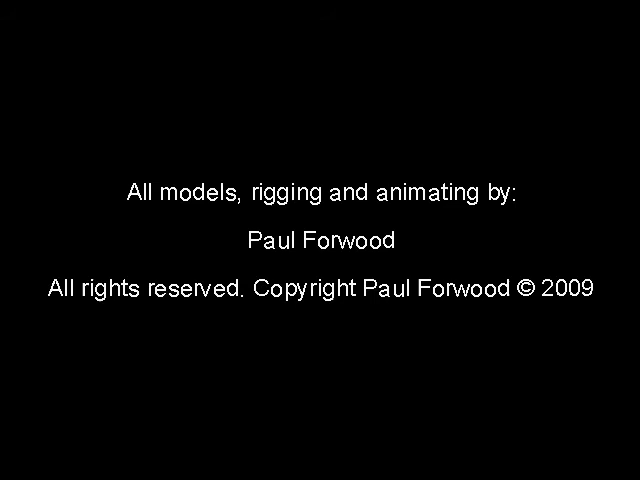 All models, rigging and animating by:
Paul Forwood
All rights reserved. Copyright Paul Forwood © 2009